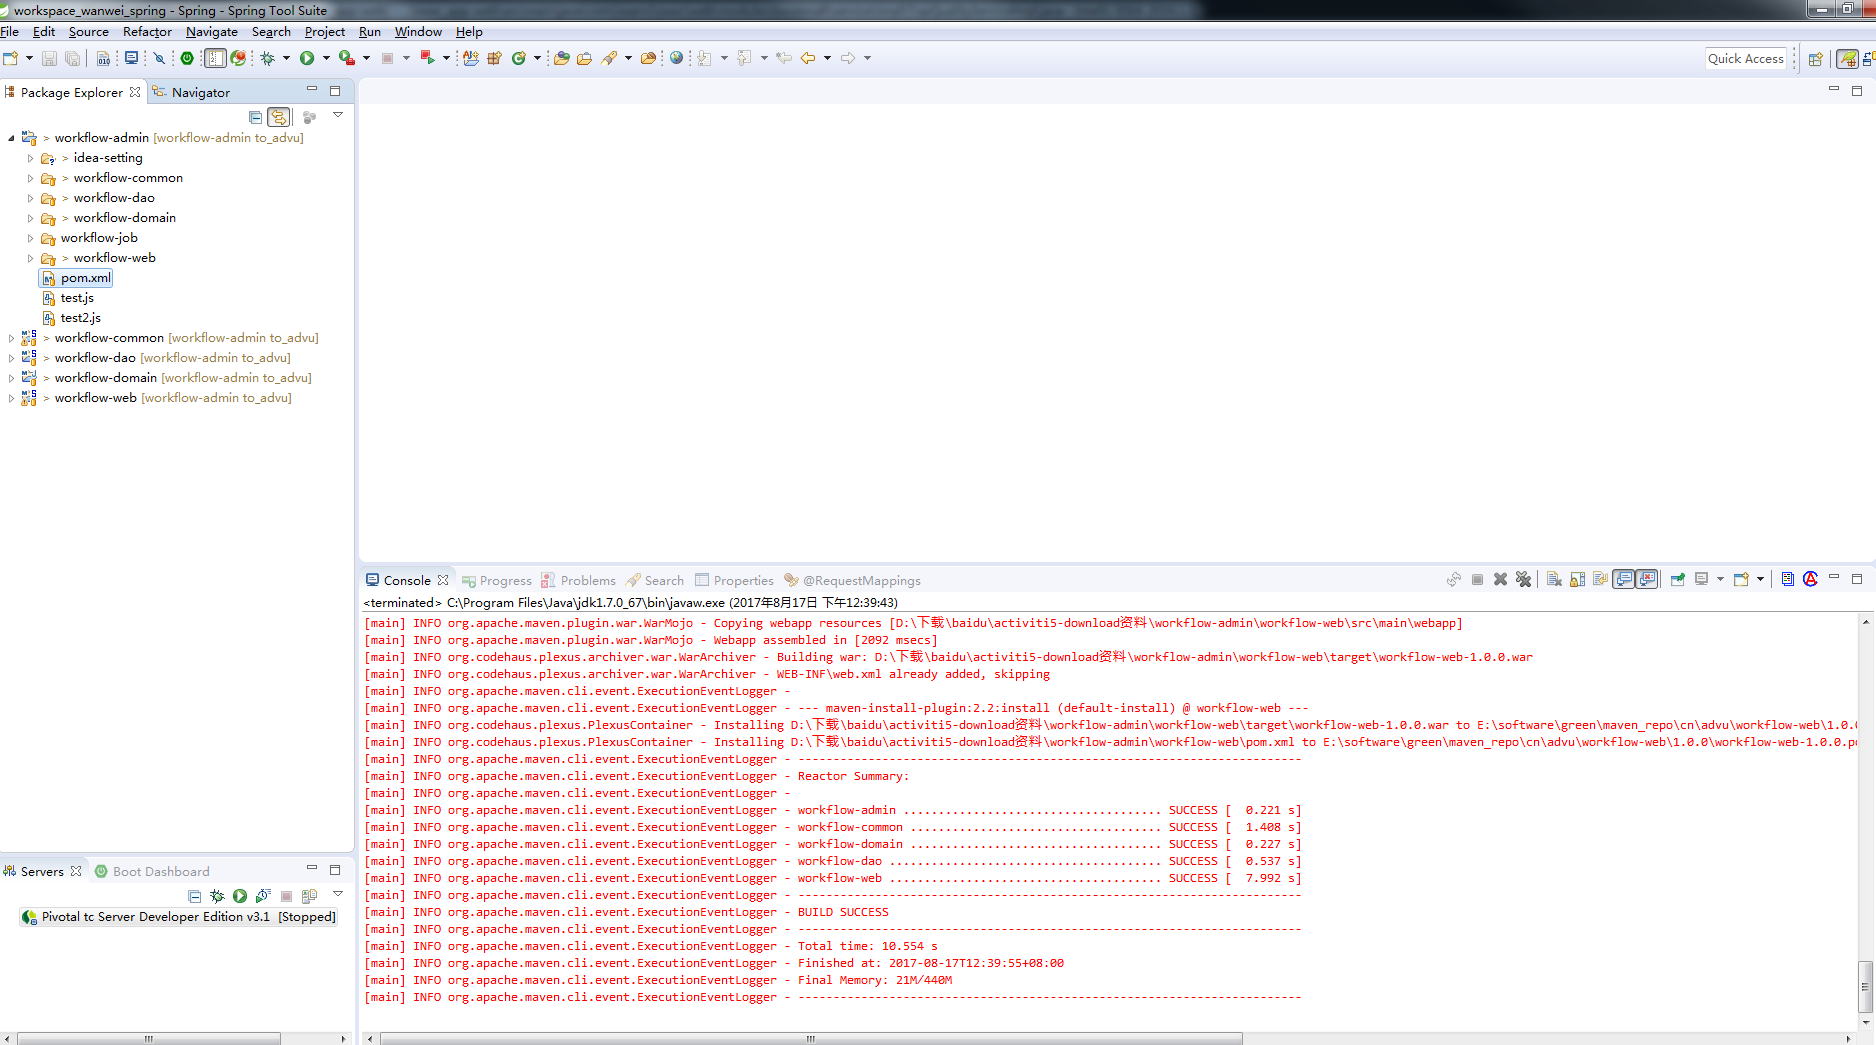 workspace_wanwei_spring - Spring - Spring Tool Suite
File Edit Source Refactor Navigate Search Project Run Window Help
Quick Access
Package Explorer Navigator
> workflow-admin [workflow-admin to_advu]
> idea-setting
> workflow-common
> workflow-dao
> workflow-domain
workflow-job
> workflow-web
pom.xml
test.js
test2.js
> workflow-common [workflow-admin to_advu]
> workflow-dao [workflow-admin to_advu]
> workflow-domain [workflow-admin to_advu]
> workflow-web [workflow-admin to_advu]
Servers Boot Dashboard
Pivotal tc Server Developer Edition v3.1 [Stopped]
Console Progress Problems Search Properties @RequestMappings
<terminated> C:\Program Files\Java\jdk1.7.0_67\bin\javaw.exe (2017年8月17日 下午12:39:43)
[main] INFO org.apache.maven.plugin.war.WarMojo - Copying webapp resources [D:\下载\baidu\activiti5-download资料\workflow-admin\workflow-web\src\main\webapp]
[main] INFO org.apache.maven.plugin.war.WarMojo - Webapp assembled in [2092 msecs]
[main] INFO org.codehaus.plexus.archiver.war.WarArchiver - Building war: D:\下载\baidu\activiti5-download资料\workflow-admin\workflow-web\target\workflow-web-1.0.0.war
[main] INFO org.codehaus.plexus.archiver.war.WarArchiver - WEB-INF\web.xml already added, skipping
[main] INFO org.apache.maven.cli.event.ExecutionEventLogger -
[main] INFO org.apache.maven.cli.event.ExecutionEventLogger - --- maven-install-plugin:2.2:install (default-install) @ workflow-web ---
[main] INFO org.codehaus.plexus.PlexusContainer - Installing D:\下载\baidu\activiti5-download资料\workflow-admin\workflow-web\target\workflow-web-1.0.0.war to E:\software\green\maven_repo\cn\advu\workflow-web\1.0.
[main] INFO org.codehaus.plexus.PlexusContainer - Installing D:\下载\baidu\activiti5-download资料\workflow-admin\workflow-web\pom.xml to E:\software\green\maven_repo\cn\advu\workflow-web\1.0.0\workflow-web-1.0.0.p
[main] INFO org.apache.maven.cli.event.ExecutionEventLogger - ------------------------------------------------------------------------
[main] INFO org.apache.maven.cli.event.ExecutionEventLogger - Reactor Summary:
[main] INFO org.apache.maven.cli.event.ExecutionEventLogger -
[main] INFO org.apache.maven.cli.event.ExecutionEventLogger - workflow-admin ..................................... SUCCESS [  0.221 s]
[main] INFO org.apache.maven.cli.event.ExecutionEventLogger - workflow-common .................................... SUCCESS [  1.408 s]
[main] INFO org.apache.maven.cli.event.ExecutionEventLogger - workflow-domain .................................... SUCCESS [  0.227 s]
[main] INFO org.apache.maven.cli.event.ExecutionEventLogger - workflow-dao ....................................... SUCCESS [  0.537 s]
[main] INFO org.apache.maven.cli.event.ExecutionEventLogger - workflow-web ....................................... SUCCESS [  7.992 s]
[main] INFO org.apache.maven.cli.event.ExecutionEventLogger - ------------------------------------------------------------------------
[main] INFO org.apache.maven.cli.event.ExecutionEventLogger - BUILD SUCCESS
[main] INFO org.apache.maven.cli.event.ExecutionEventLogger - ------------------------------------------------------------------------
[main] INFO org.apache.maven.cli.event.ExecutionEventLogger - Total time: 10.554 s
[main] INFO org.apache.maven.cli.event.ExecutionEventLogger - Finished at: 2017-08-17T12:39:55+08:00
[main] INFO org.apache.maven.cli.event.ExecutionEventLogger - Final Memory: 21M/440M
[main] INFO org.apache.maven.cli.event.ExecutionEventLogger - ------------------------------------------------------------------------